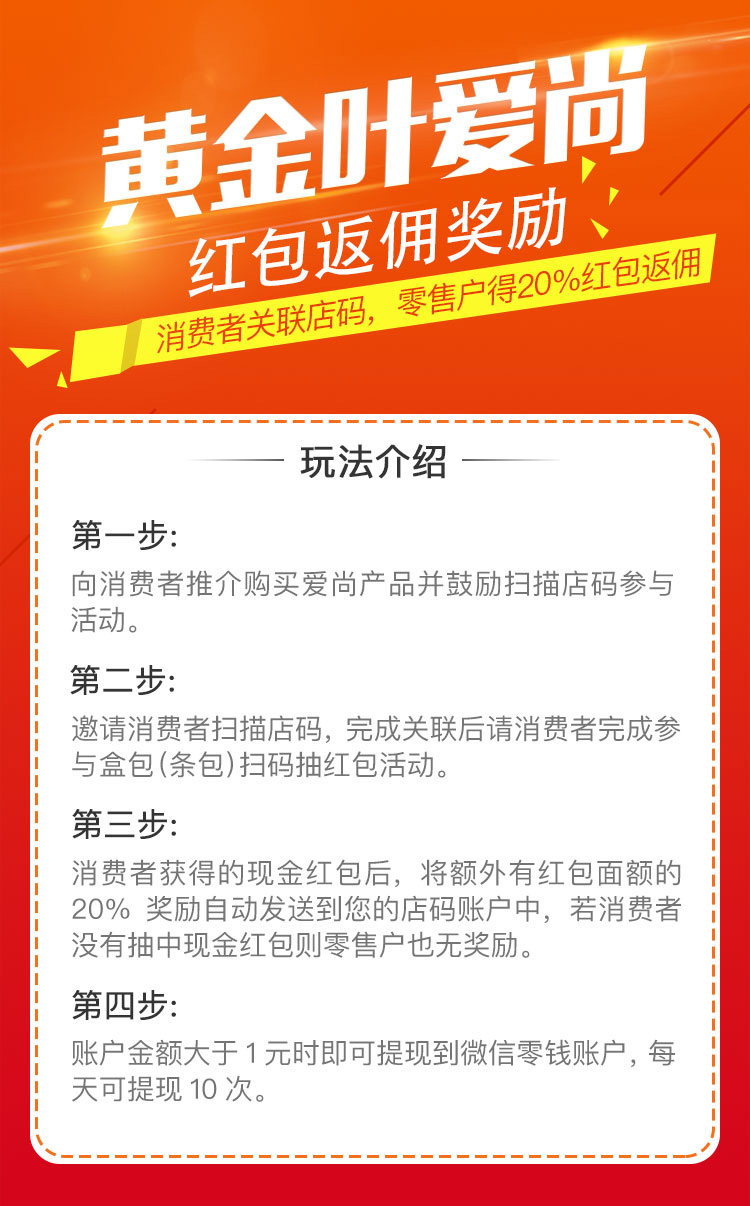 黄金叶爱尚
红包返佣奖励
消费者关联店码，零售户得20%红包返佣
玩法介绍
第一步:
向消费者推介购买爱尚产品并鼓励扫描店码参与
活动。
第二步:
邀请消费者扫描店码，完成关联后请消费者完成参
与盒包(条包)扫码抽红包活动。
第三步:
消费者获得的现金红包后，将额外有红包面额的
20% 奖励自动发送到您的店码账户中，若消费者
没有抽中现金红包则零售户也无奖励。
第四步:
账户金额大于1元时即可提现到微信零钱账户，每
天可提现10次。